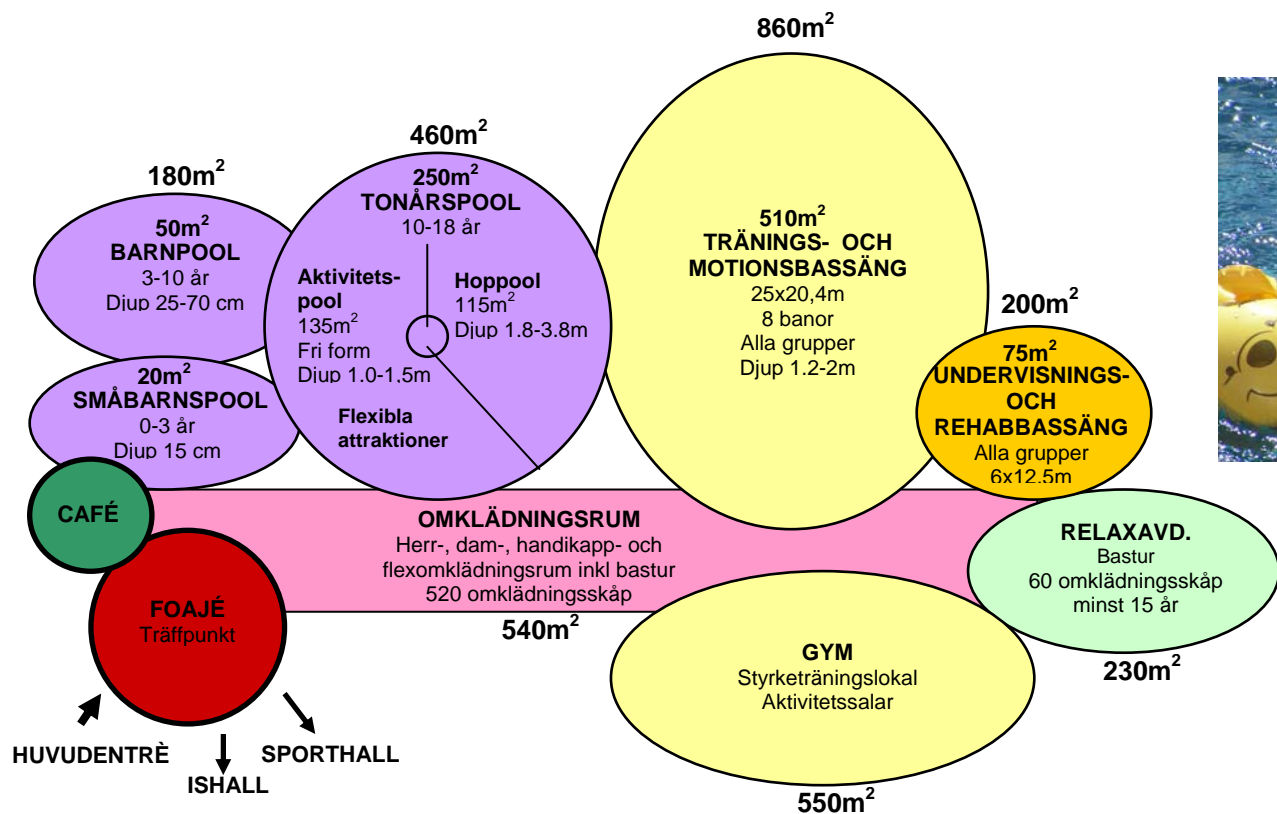 860m²
460m²
180m²
250m²
TONÅRSPOOL
10-18 år
50m²
BARNPOOL
3-10 år
Djup 25-70 cm
Aktivitets-
pool
135m²
Fri form
Djup 1.0-1.5m
Hoppool
115m²
Djup 1.8-3.8m
Flexibla
attraktioner
510m²
TRÄNINGS- OCH
MOTIONSBASSÄNG
25x20,4m
8 banor
Alla grupper
Djup 1.2-2m
200m²
75m²
UNDERVISNINGS-
OCH
REHABBASSÄNG
Alla grupper
6x12.5m
20m²
SMÅBARNSPOOL
0-3 år
Djup 15 cm
CAFÉ
OMKLÄDNINGSRUM
Herr-, dam-, handikapp- och
flexomklädningsrum inkl bastur
520 omklädningsskåp
540m²
RELAXAVD.
Bastur
60 omklädningsskåp
minst 15 år
230m²
FOAJÉ
Träffpunkt
GYM
Styrketräningslokal
Aktivitetssalar
550m²
HUVUDENTRÈ
ISHALL
SPORTHALL